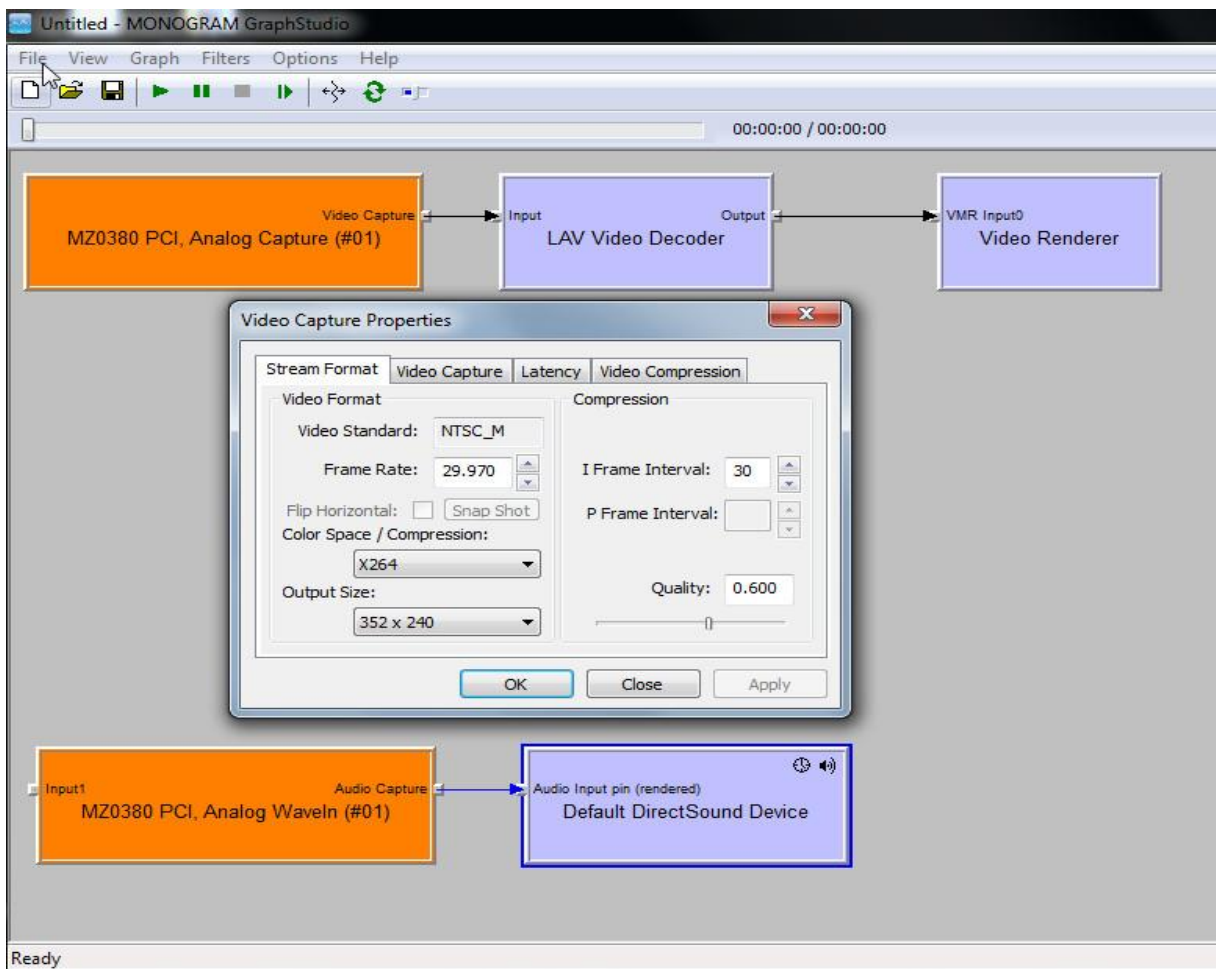 Untitled - MONOGRAM GraphStudio
File View Graph Filters Options Help
00:00:00 / 00:00:00
Video Capture
MZ0380 PCI, Analog Capture (#01)
Input Output
LAV Video Decoder
VMR Input0
Video Renderer
Video Capture Properties
Stream Format Video Capture Latency Video Compression
Video Format
Video Standard: NTSC_M
Frame Rate: 29.970
Flip Horizontal: Snap Shot
Color Space / Compression:
X264
Output Size:
352 x 240
Compression
I Frame Interval: 30
P Frame Interval:
Quality: 0.600
OK Close Apply
Input1 Audio Capture
MZ0380 PCI, Analog WaveIn (#01)
Audio Input pin (rendered)
Default DirectSound Device
Ready